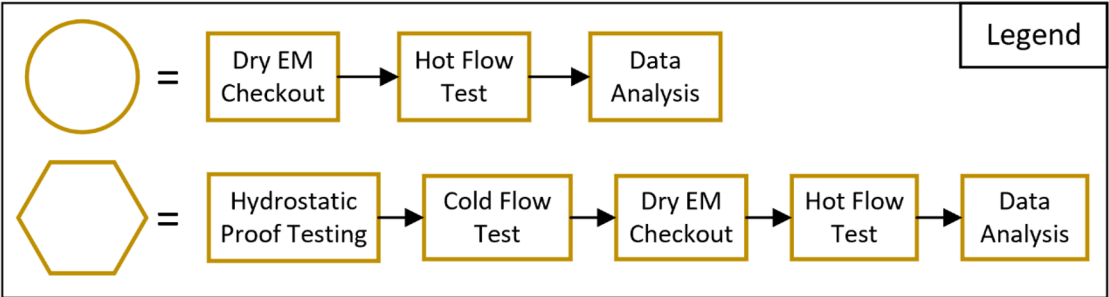 Legend
=
Dry EM
Checkout
Hot Flow
Test
Data
Analysis
=
Hydrostatic
Proof Testing
Cold Flow
Test
Dry EM
Checkout
Hot Flow
Test
Data
Analysis